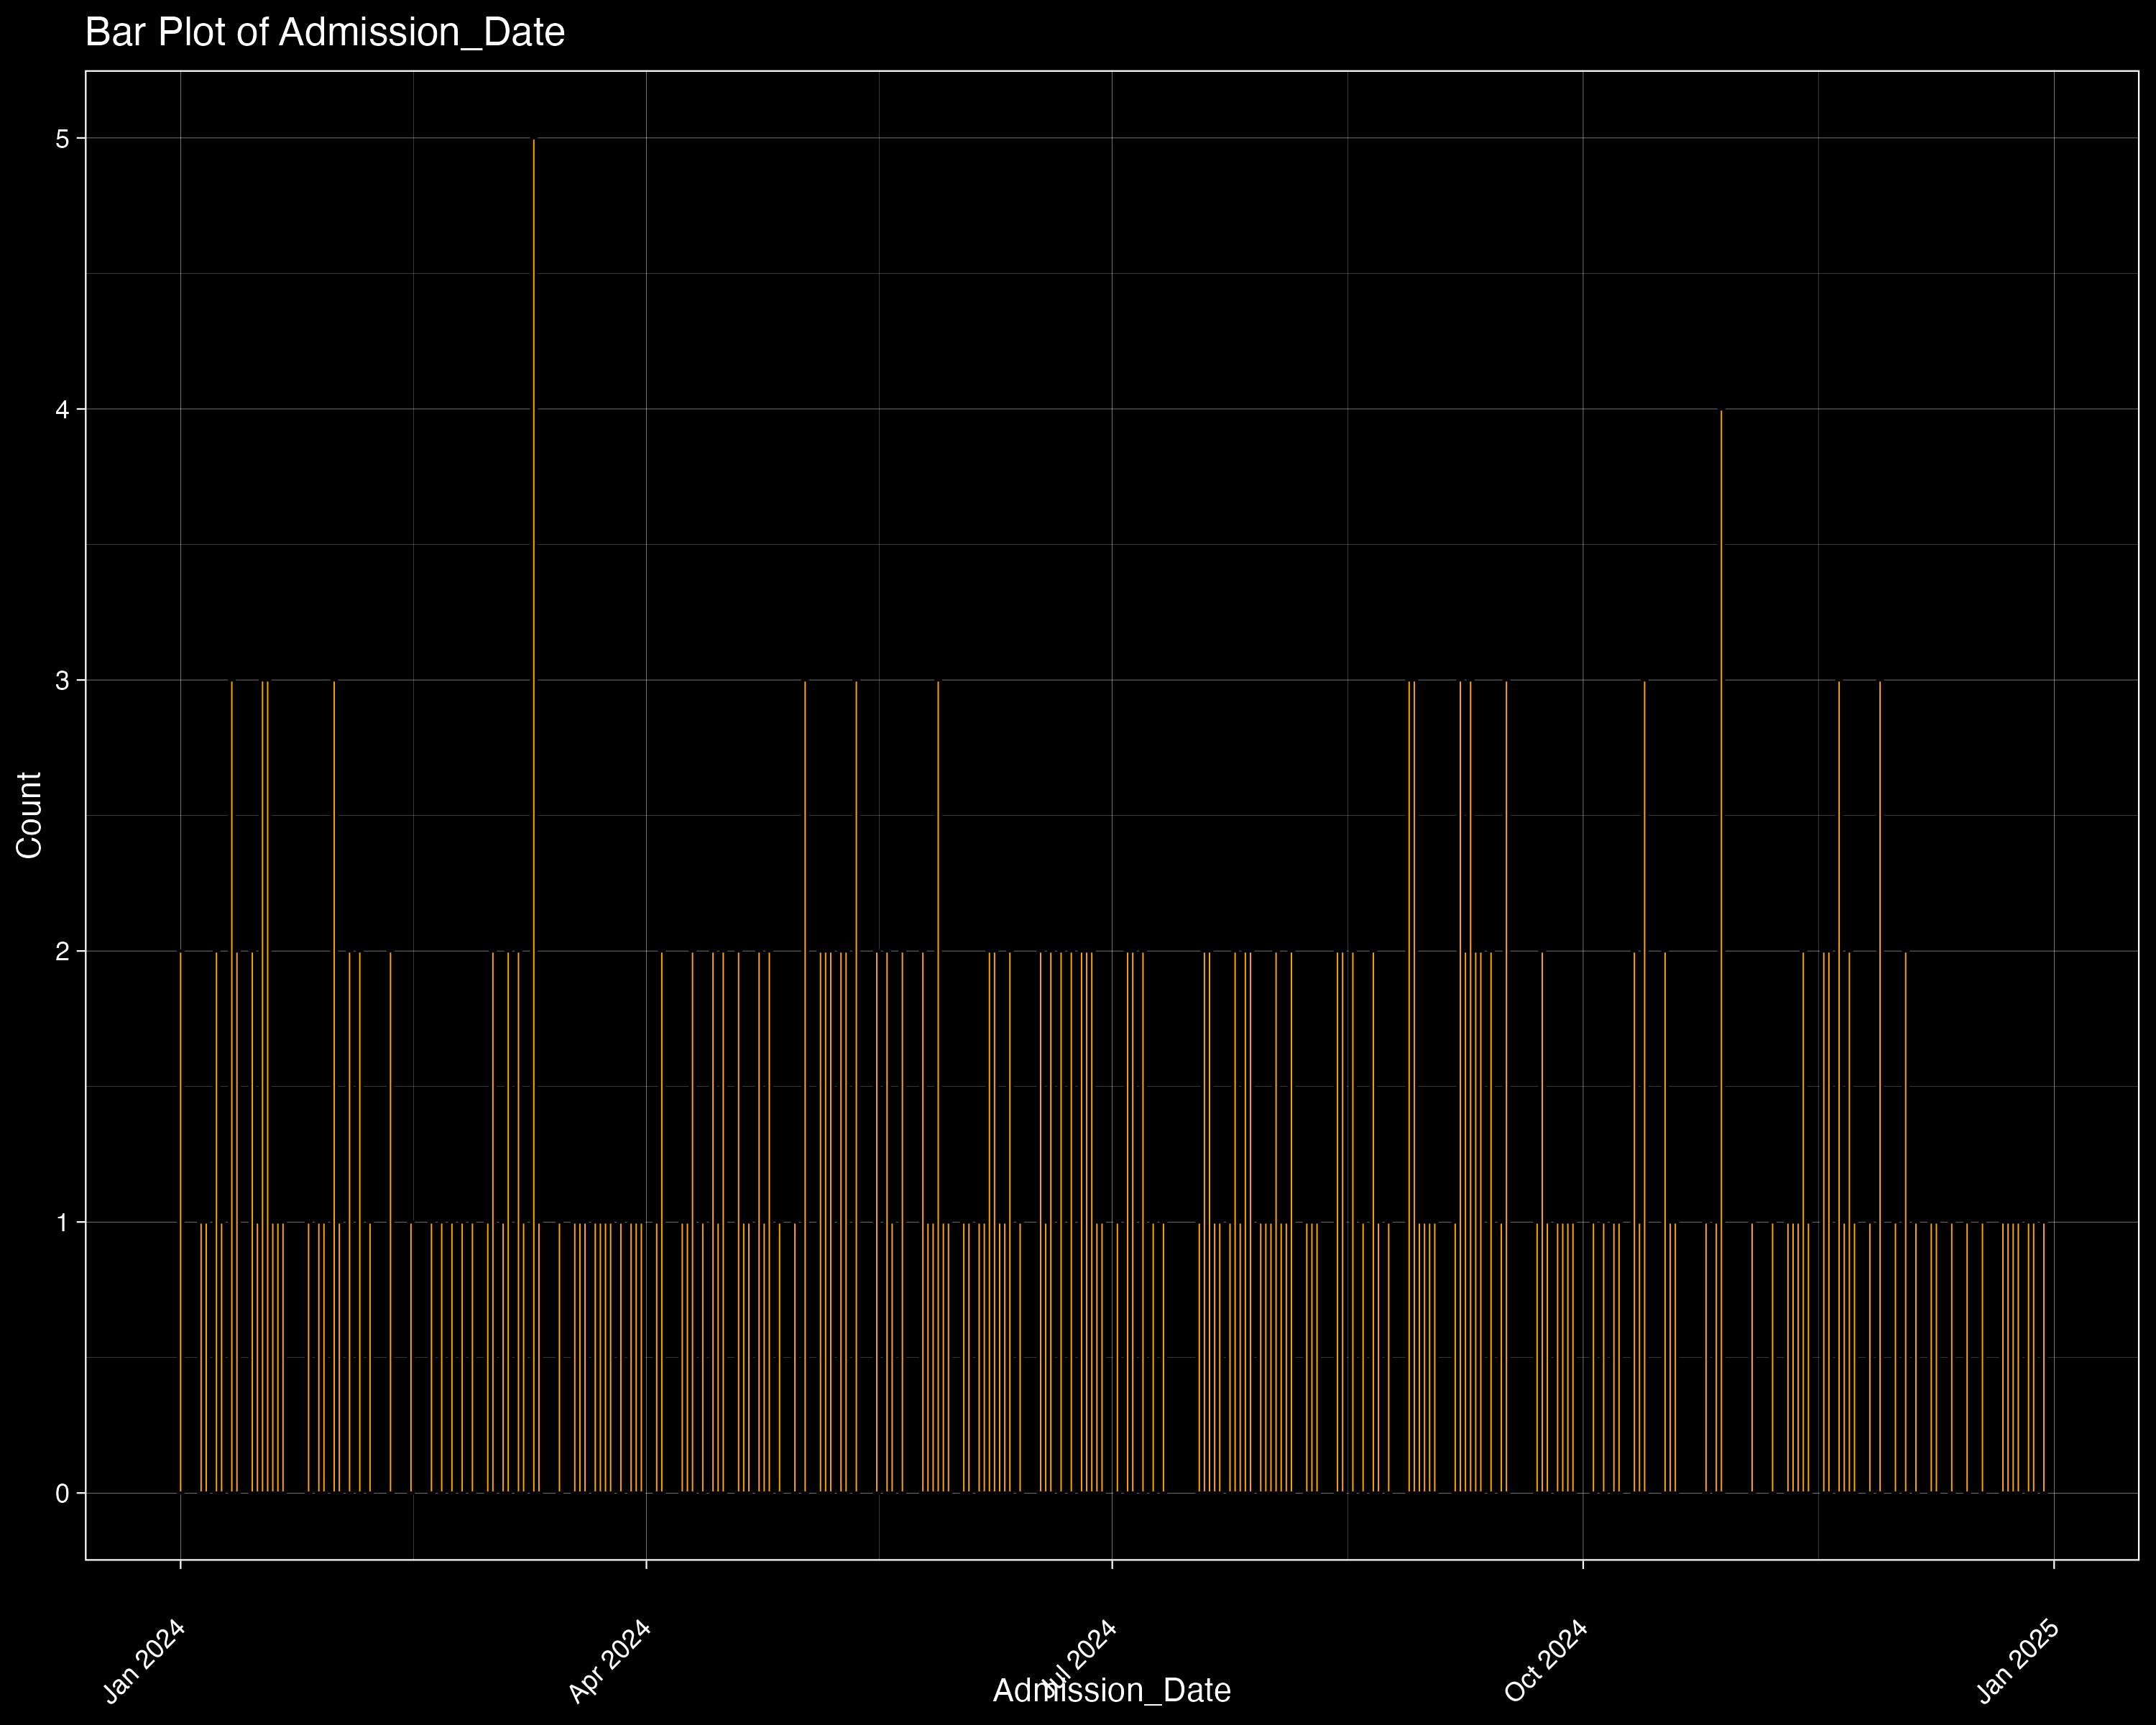 Bar Plot of Admission_Date
Count
5
4
3
2
1
0
Jan 2024
Apr 2024
Jul 2024
Oct 2024
Jan 2025
Admission_Date